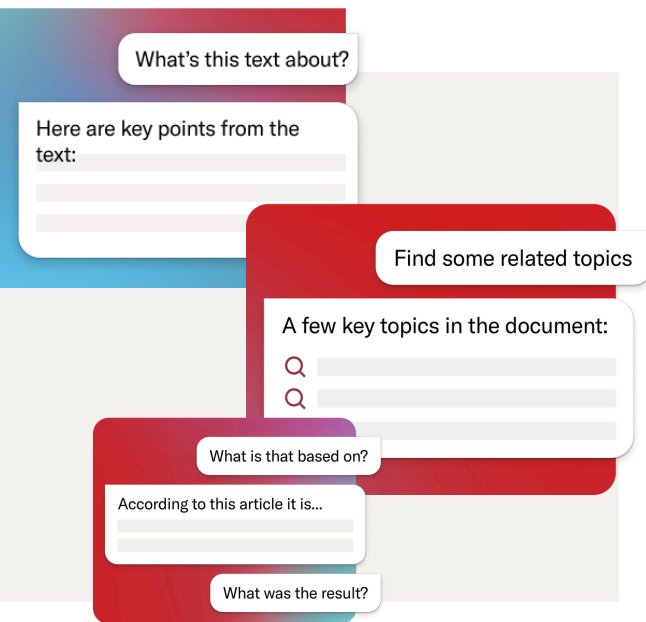 What's this text about?
Here are key points from the
text:
Find some related topics
A few key topics in the document:
What is that based on?
According to this article it is...
What was the result?